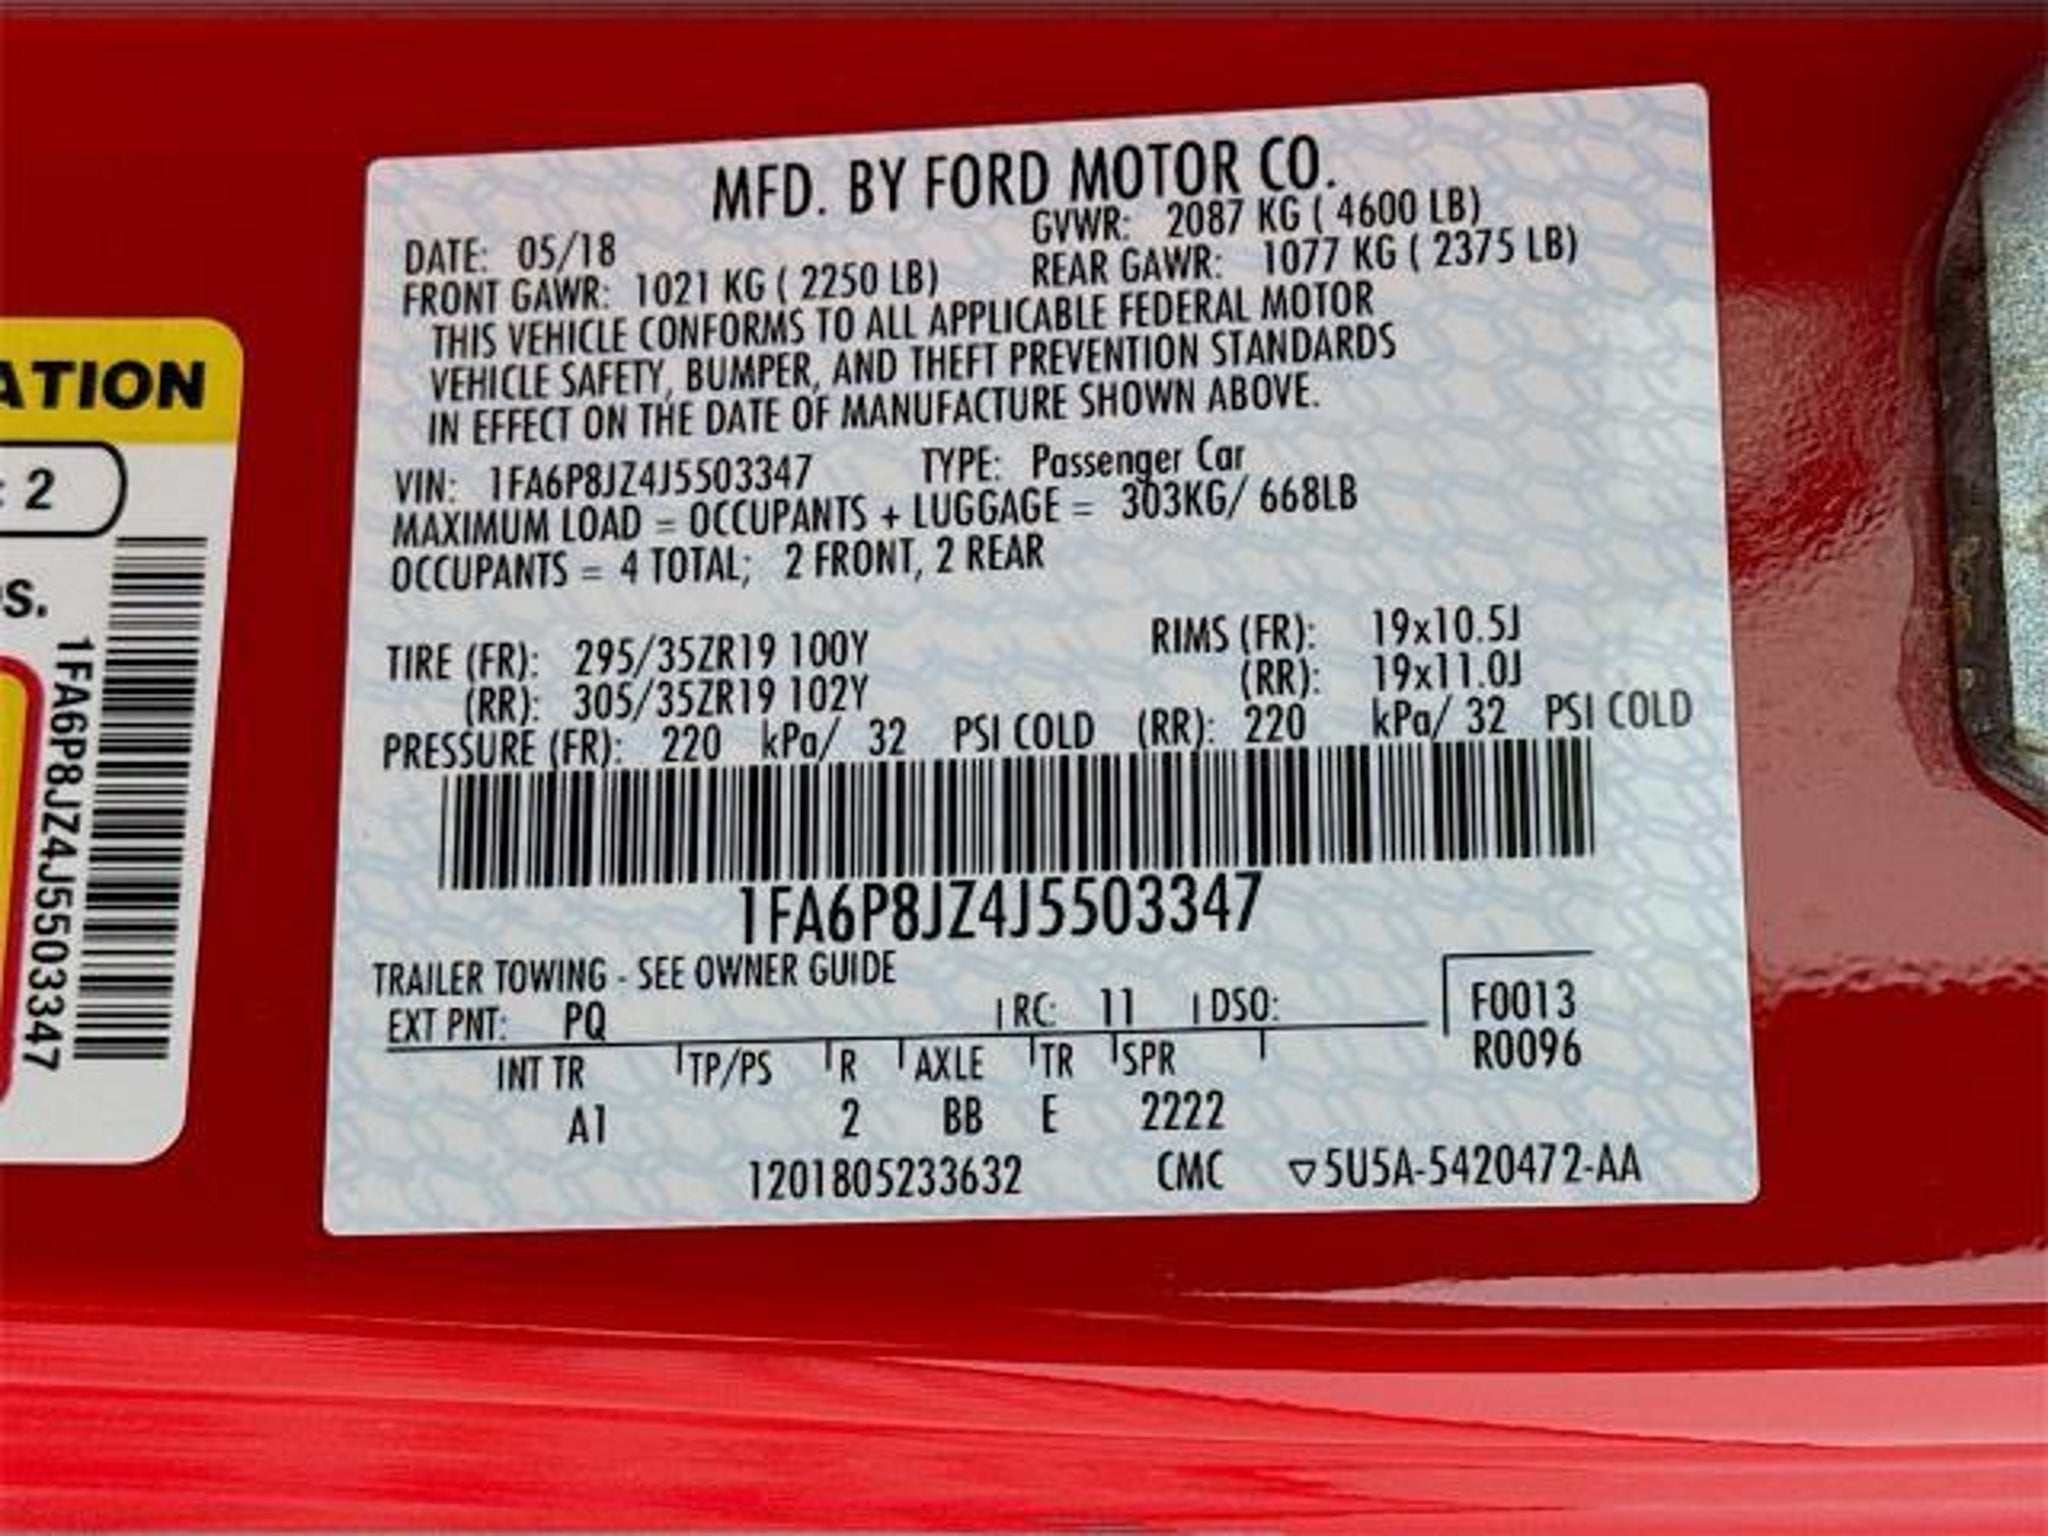 MFD. BY FORD MOTOR CO.
DATE: 05/18 GVWR: 2087 KG ( 4600 LB)
FRONT GAWR: 1021 KG ( 2250 LB) REAR GAWR: 1077 KG ( 2375 LB)
THIS VEHICLE CONFORMS TO ALL APPLICABLE FEDERAL MOTOR
VEHICLE SAFETY, BUMPER, AND THEFT PREVENTION STANDARDS
IN EFFECT ON THE DATE OF MANUFACTURE SHOWN ABOVE.
VIN: 1FA6P8JZ4J5503347 TYPE: Passenger Car
MAXIMUM LOAD = OCCUPANTS + LUGGAGE = 303KG/ 668LB
OCCUPANTS = 4 TOTAL; 2 FRONT, 2 REAR
TIRE (FR): 295/35ZR19 100Y RIMS (FR): 19x10.5J
(RR): 305/35ZR19 102Y (RR): 19x11.0J
PRESSURE (FR): 220 kPa/ 32 PSI COLD (RR): 220 kPa/ 32 PSI COLD
1FA6P8JZ4J5503347
TRAILER TOWING - SEE OWNER GUIDE
EXT PNT: PQ RC: 11 DSO: F0013
R0096
INT TR TP/PS R AXLE TR SPR
A1 2 BB E 2222
1201805233632 CMC ▽5U5A-5420472-AA
ATION
: 2
s.
1FA6P8JZ4J5503347